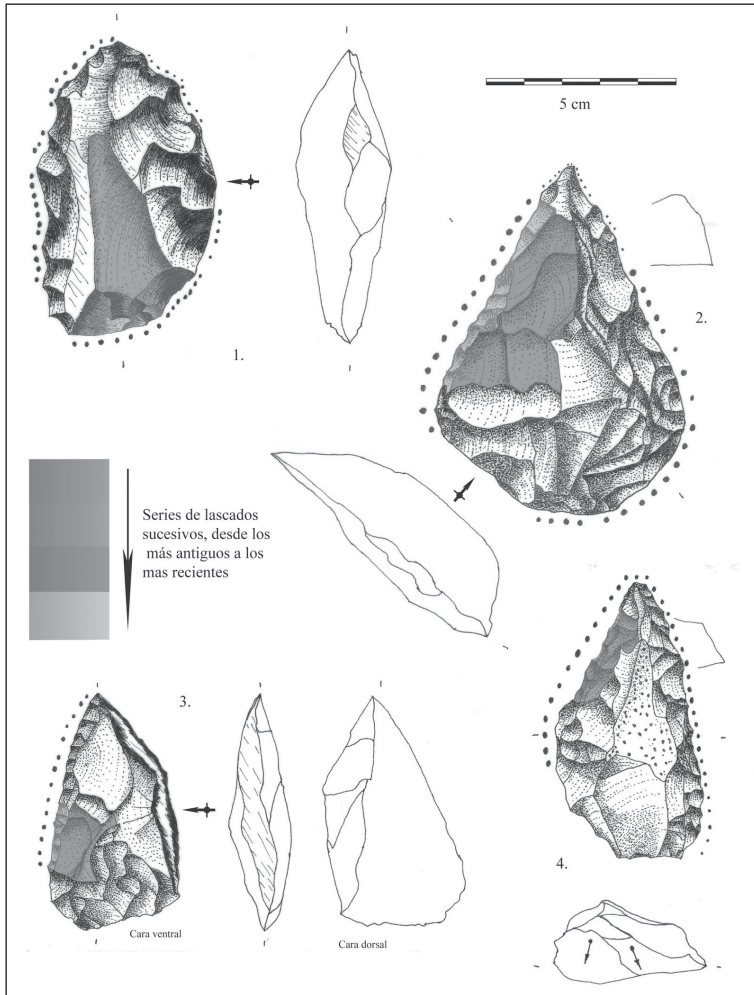 5 cm
1.
2.
Series de lascados
sucesivos, desde los
más antiguos a los
mas recientes
3.
4.
Cara ventral
Cara dorsal